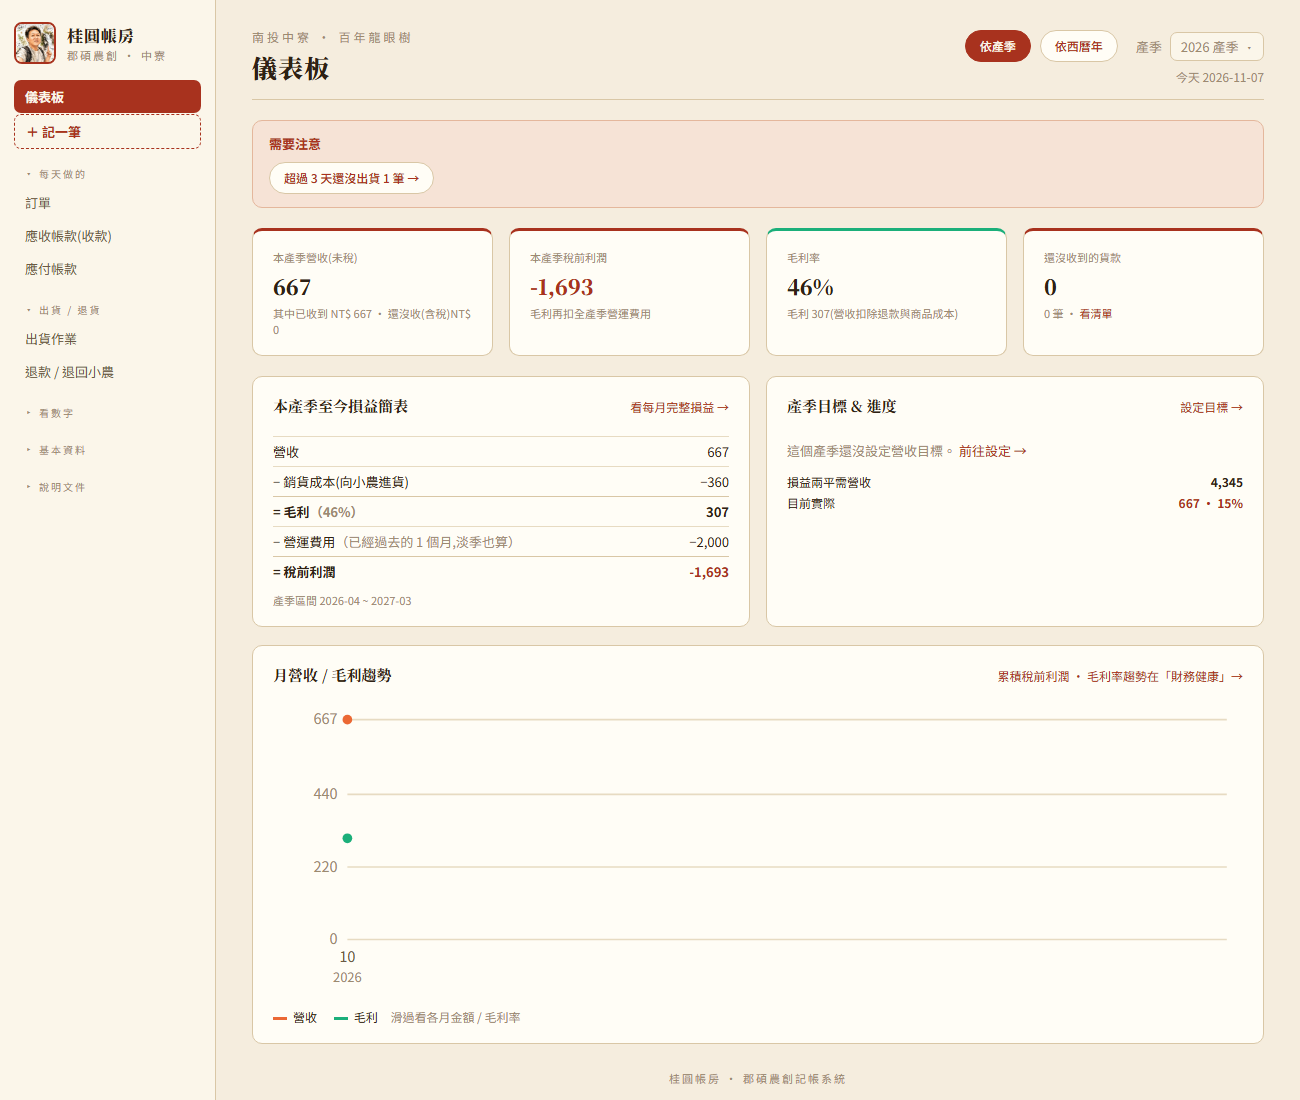 桂圓帳房
郡碩農創 · 中寮
儀表板
＋ 記一筆
每天做的
訂單
應收帳款(收款)
應付帳款
出貨 / 退貨
出貨作業
退款 / 退回小農
看數字
基本資料
說明文件
南投中寮 · 百年龍眼樹
儀表板
依產季
依西曆年
產季
2026 產季
今天 2026-11-07
需要注意
超過 3 天還沒出貨 1 筆 →
本產季營收(未稅)
667
其中已收到 NT$ 667 · 還沒收(含稅)NT$
0
本產季稅前利潤
-1,693
毛利再扣全產季營運費用
毛利率
46%
毛利 307(營收扣除退款與商品成本)
還沒收到的貨款
0
0 筆 · 看清單
本產季至今損益簡表
看每月完整損益 →
營收 667
− 銷貨成本(向小農進貨) −360
= 毛利（46%） 307
− 營運費用（已經過去的 1 個月,淡季也算） −2,000
= 稅前利潤 -1,693
產季區間 2026-04 ~ 2027-03
產季目標 & 進度
設定目標 →
這個產季還沒設定營收目標。前往設定 →
損益兩平需營收 4,345
目前實際 667 · 15%
月營收 / 毛利趨勢
累積稅前利潤 · 毛利率趨勢在「財務健康」→
667
440
220
0
10
2026
營收 毛利 滑過看各月金額 / 毛利率
桂圓帳房 · 郡碩農創記帳系統